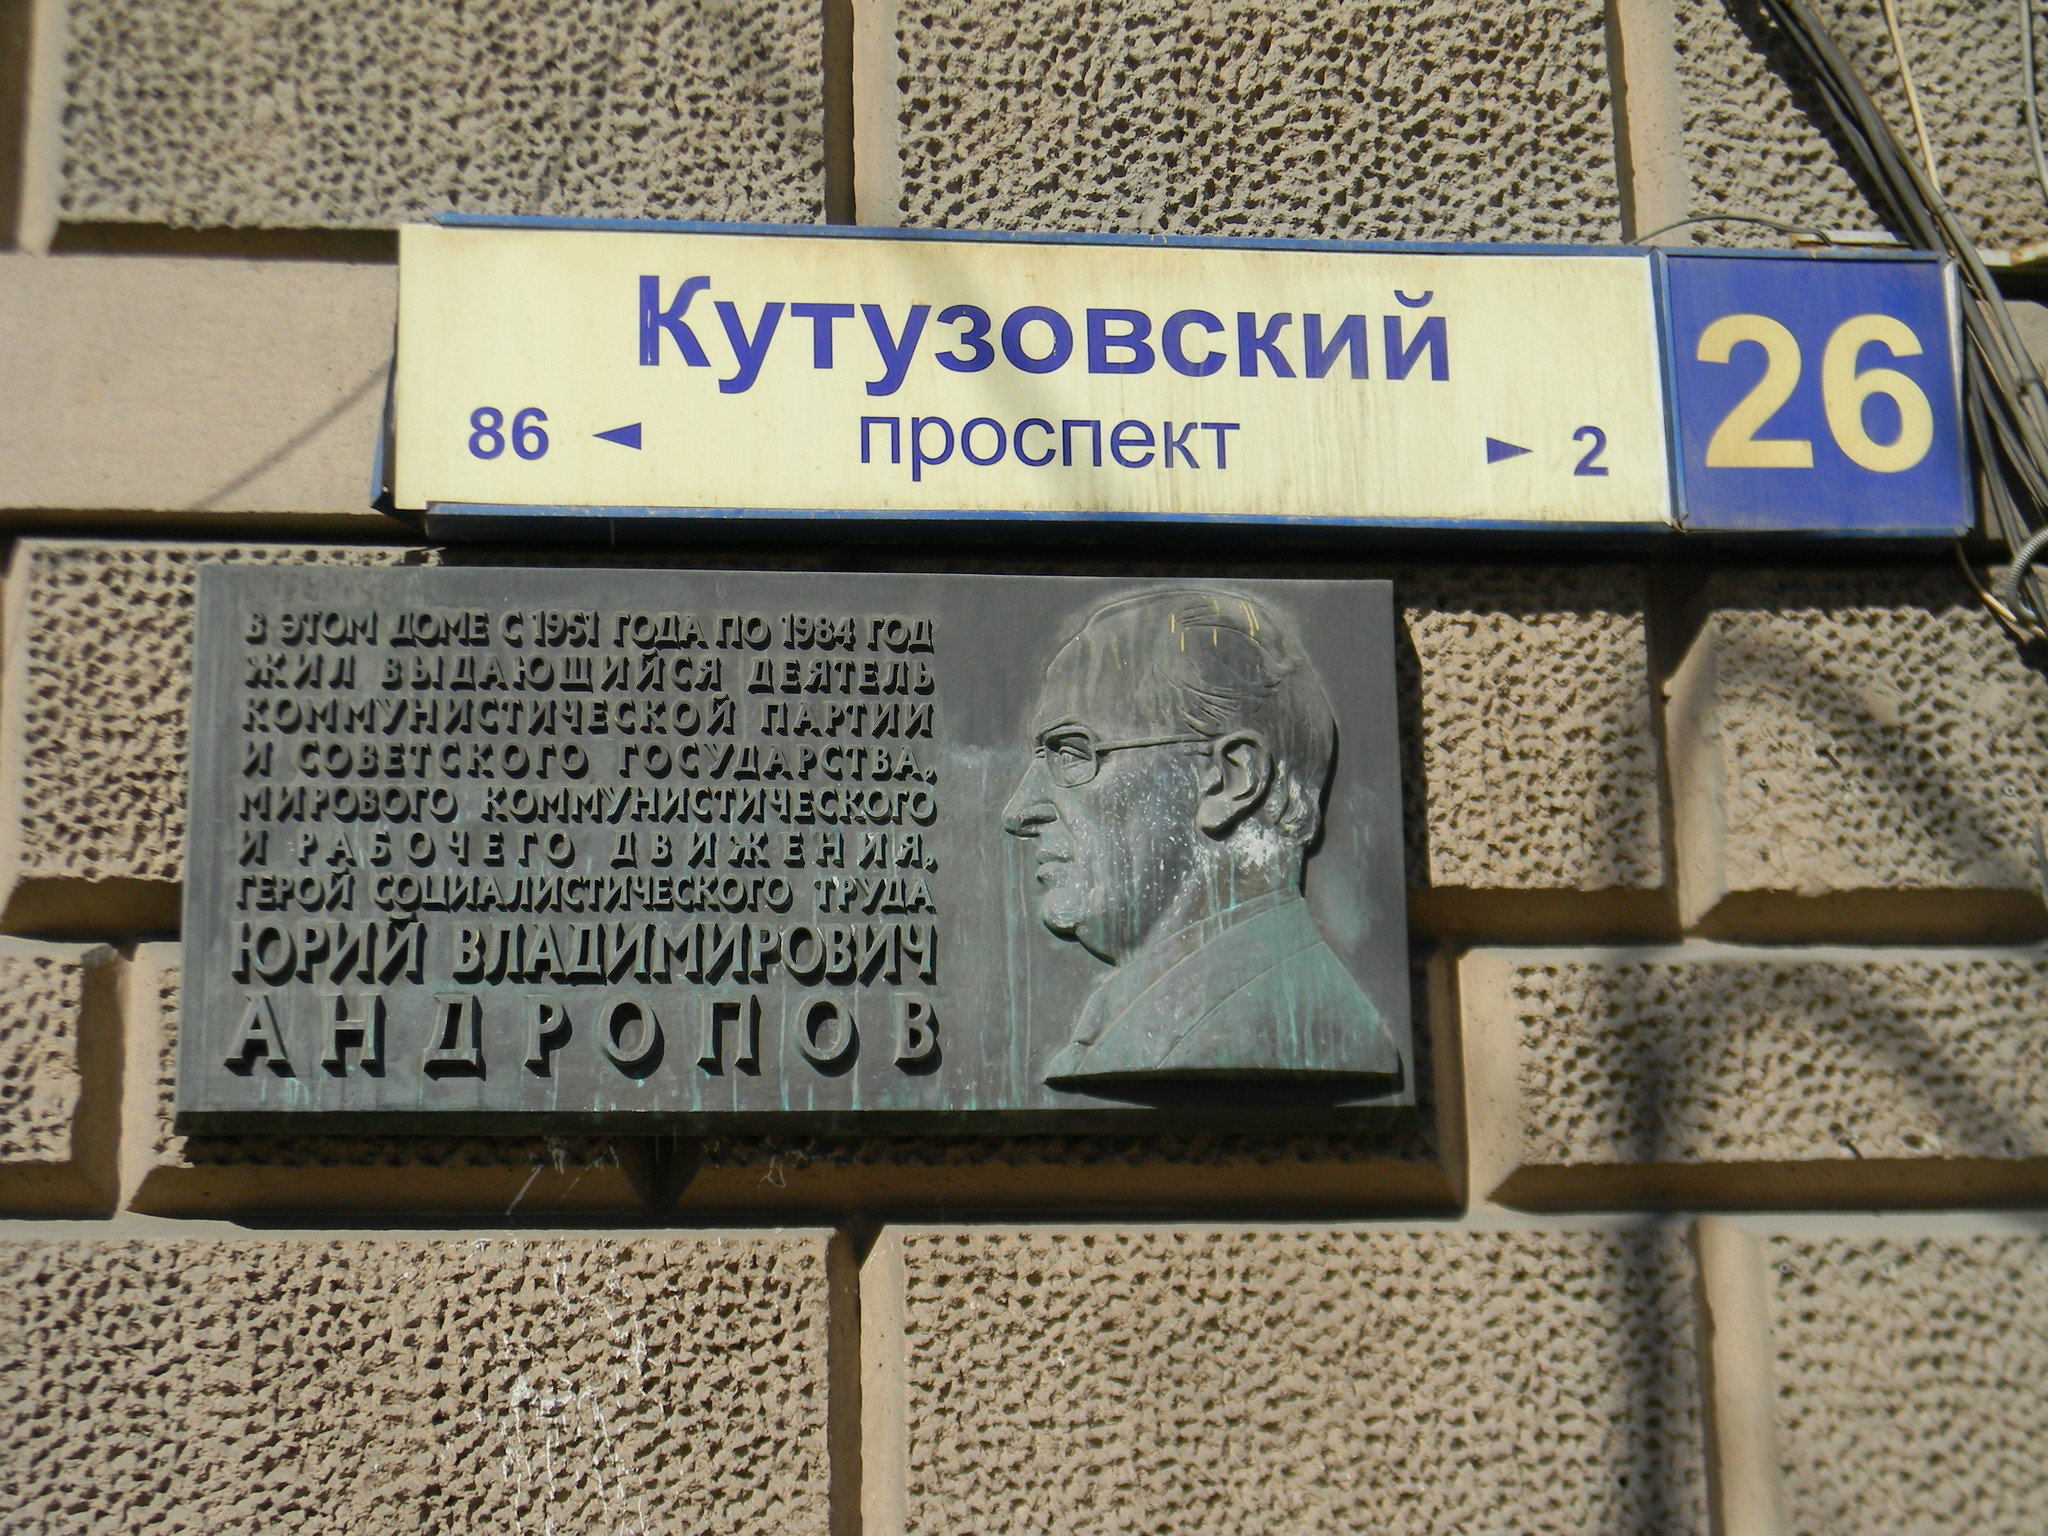 Кутузовский
86 ◄ проспект ► 2
26
В ЭТОМ ДОМЕ С 1951 ГОДА ПО 1984 ГОД
ЖИЛ ВЫДАЮЩИЙСЯ ДЕЯТЕЛЬ
КОММУНИСТИЧЕСКОЙ ПАРТИИ
И СОВЕТСКОГО ГОСУДАРСТВА,
МИРОВОГО КОММУНИСТИЧЕСКОГО
И РАБОЧЕГО ДВИЖЕНИЯ,
ГЕРОЙ СОЦИАЛИСТИЧЕСКОГО ТРУДА
ЮРИЙ ВЛАДИМИРОВИЧ
АНДРОПОВ